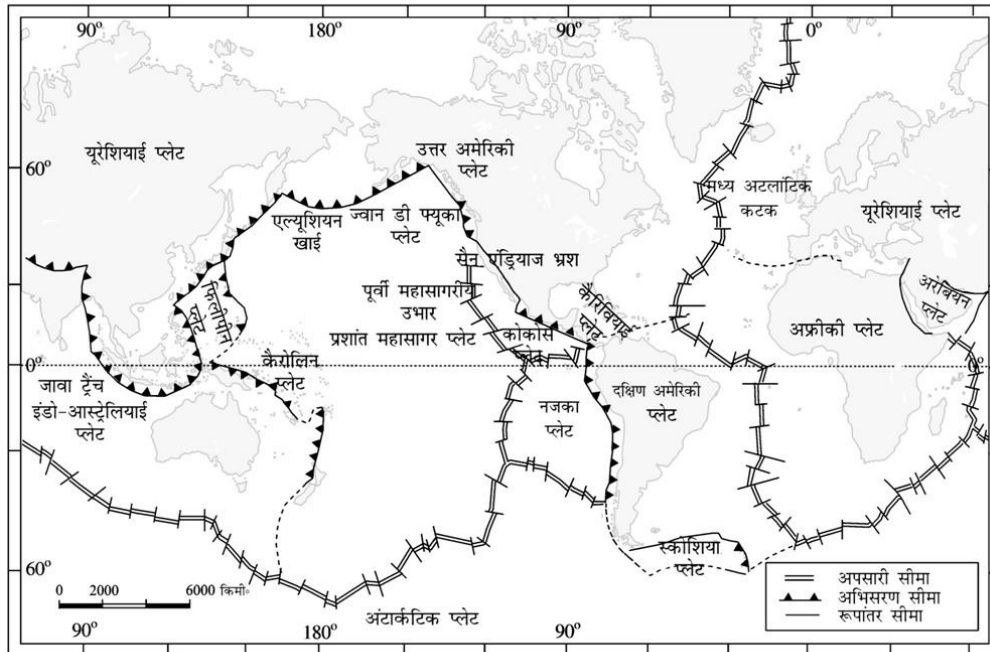 90° 180° 90° 0°
60°
0°
60°
यूरेशियाई प्लेट
उत्तर अमेरिकी
प्लेट
एल्यूशियन
खाई
ज्वान डी फ्यूका
प्लेट
मध्य अटलांटिक
कटक
यूरेशियाई प्लेट
सैन एंड्रियाज भ्रश
फिलीपीन
प्लेट
पूर्वी महासागरीय
उभार
कैरिबियाई
प्लेट
अरेबियन
प्लेट
प्रशांत महासागर प्लेट
कोकोस
प्लेट
अफ्रीकी प्लेट
कैरोलिन
प्लेट
0°
जावा ट्रैंच
इंडो-आस्ट्रेलियाई
प्लेट
नजका
प्लेट
दक्षिण अमेरिकी
प्लेट
स्कोशिया
प्लेट
0 2000 6000 किमी॰
अंटार्कटिक प्लेट
अपसारी सीमा
अभिसरण सीमा
रूपांतर सीमा
90° 180° 90° 0°